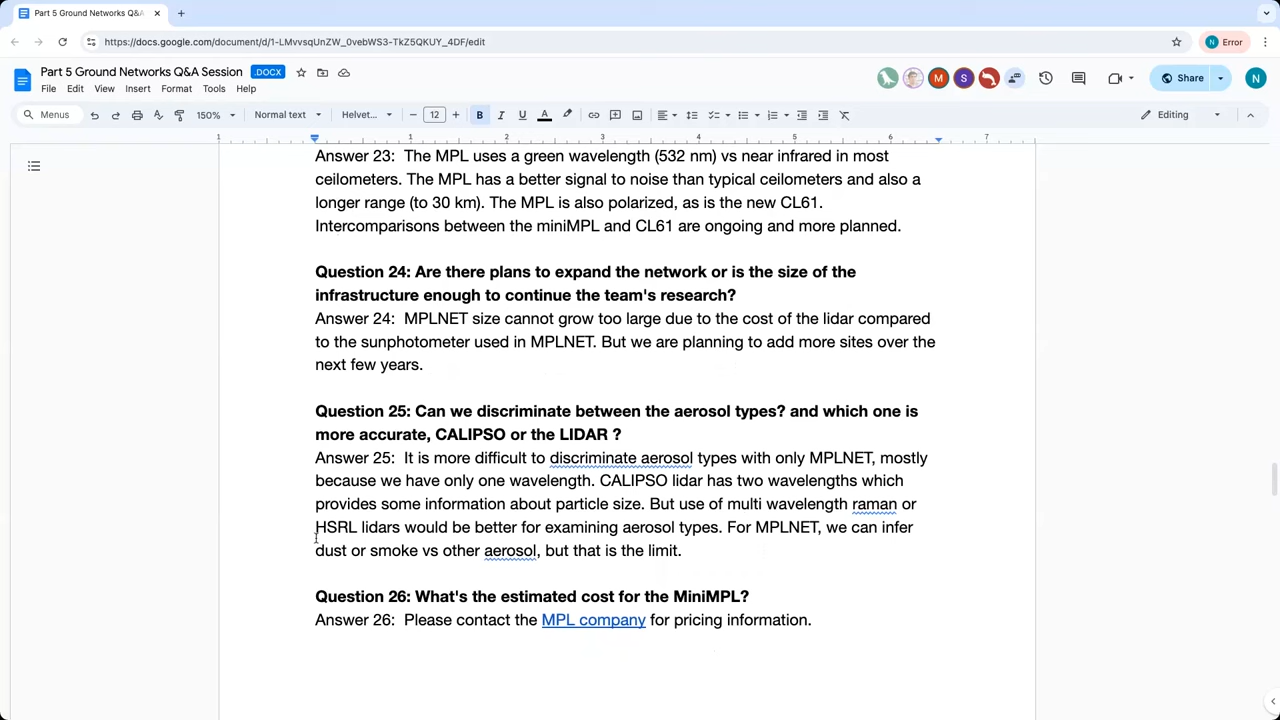 Part 5 Ground Networks Q&A
https://docs.google.com/document/d/1-LMvvsqUnZW_0vebWS3-TkZ5QKUY_4DF/edit
Error
Part 5 Ground Networks Q&A Session .DOCX
File Edit View Insert Format Tools Help
Share
N
Menus 150% Normal text Helvet... 12 B I U A Editing
1 1 2 3 4 5 6 7
Answer 23: The MPL uses a green wavelength (532 nm) vs near infrared in most
ceilometers. The MPL has a better signal to noise than typical ceilometers and also a
longer range (to 30 km). The MPL is also polarized, as is the new CL61.
Intercomparisons between the miniMPL and CL61 are ongoing and more planned.
Question 24: Are there plans to expand the network or is the size of the
infrastructure enough to continue the team's research?
Answer 24: MPLNET size cannot grow too large due to the cost of the lidar compared
to the sunphotometer used in MPLNET. But we are planning to add more sites over the
next few years.
Question 25: Can we discriminate between the aerosol types? and which one is
more accurate, CALIPSO or the LIDAR ?
Answer 25: It is more difficult to discriminate aerosol types with only MPLNET, mostly
because we have only one wavelength. CALIPSO lidar has two wavelengths which
provides some information about particle size. But use of multi wavelength raman or
HSRL lidars would be better for examining aerosol types. For MPLNET, we can infer
dust or smoke vs other aerosol, but that is the limit.
Question 26: What's the estimated cost for the MiniMPL?
Answer 26: Please contact the MPL company for pricing information.